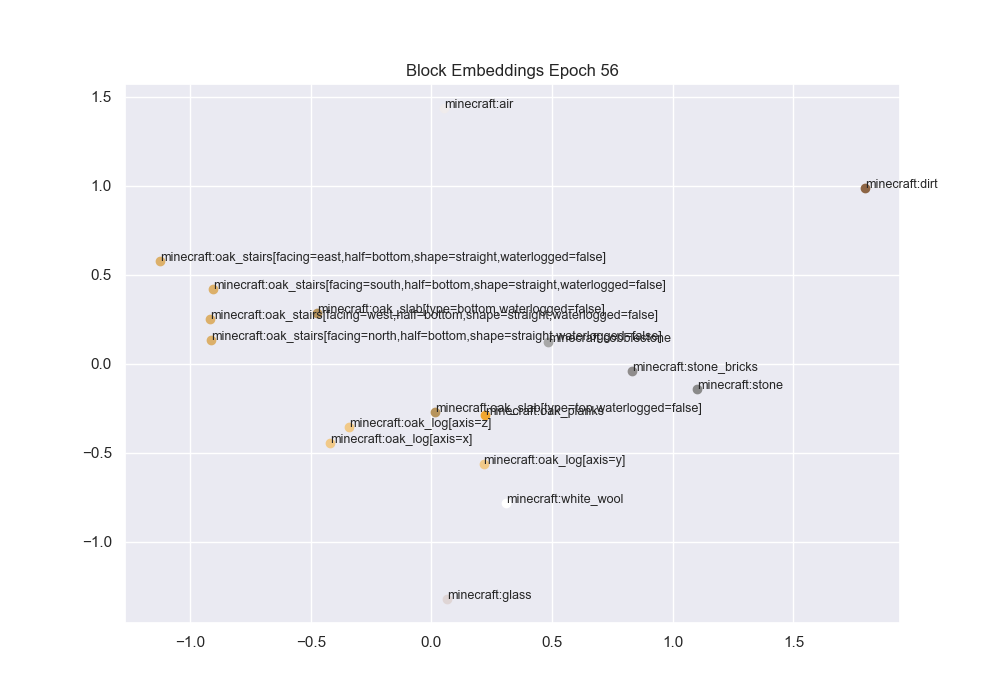 Block Embeddings Epoch 56
1.5
minecraft:air
1.0
minecraft:dirt
minecraft:oak_stairs[facing=east,half=bottom,shape=straight,waterlogged=false]
0.5
minecraft:oak_stairs[facing=south,half=bottom,shape=straight,waterlogged=false]
minecraft:oak_slab[type=bottom,waterlogged=false]
minecraft:oak_stairs[facing=west,half=bottom,shape=straight,waterlogged=false]
minecraft:oak_stairs[facing=north,half=bottom,shape=straight,waterlogged=false]
minecraft:cobblestone
0.0
minecraft:stone_bricks
minecraft:stone
minecraft:oak_slab[type=top,waterlogged=false]
minecraft:oak_planks
minecraft:oak_log[axis=z]
minecraft:oak_log[axis=x]
−0.5
minecraft:oak_log[axis=y]
minecraft:white_wool
−1.0
minecraft:glass
−1.0 −0.5 0.0 0.5 1.0 1.5